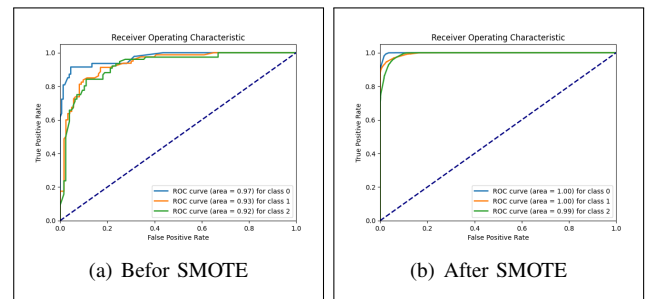 Receiver Operating Characteristic
1.0
0.8
0.6
0.4
0.2
0.0
True Positive Rate
ROC curve (area = 0.97) for class 0
ROC curve (area = 0.93) for class 1
ROC curve (area = 0.92) for class 2
0.0 0.2 0.4 0.6 0.8 1.0
False Positive Rate
(a) Befor SMOTE
Receiver Operating Characteristic
1.0
0.8
0.6
0.4
0.2
0.0
True Positive Rate
ROC curve (area = 1.00) for class 0
ROC curve (area = 1.00) for class 1
ROC curve (area = 0.99) for class 2
0.0 0.2 0.4 0.6 0.8 1.0
False Positive Rate
(b) After SMOTE